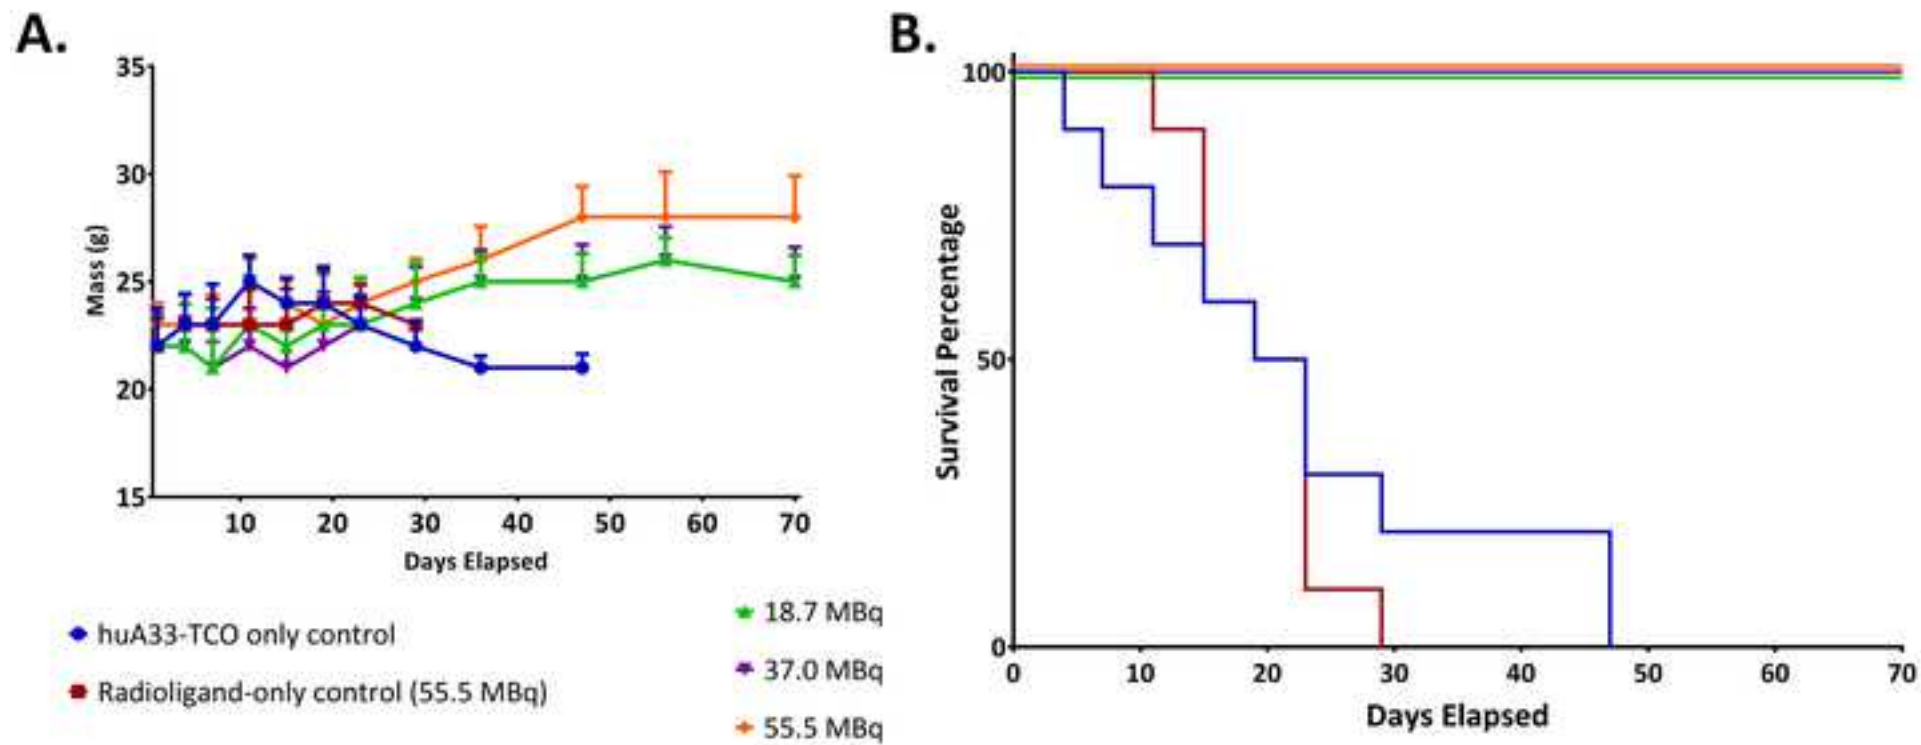 A.
35
30
25
20
15
Mass (g)
10 20 30 40 50 60 70
Days Elapsed
huA33-TCO only control
Radioligand-only control (55.5 MBq)
18.7 MBq
37.0 MBq
55.5 MBq
B.
100
50
0
Survival Percentage
0 10 20 30 40 50 60 70
Days Elapsed